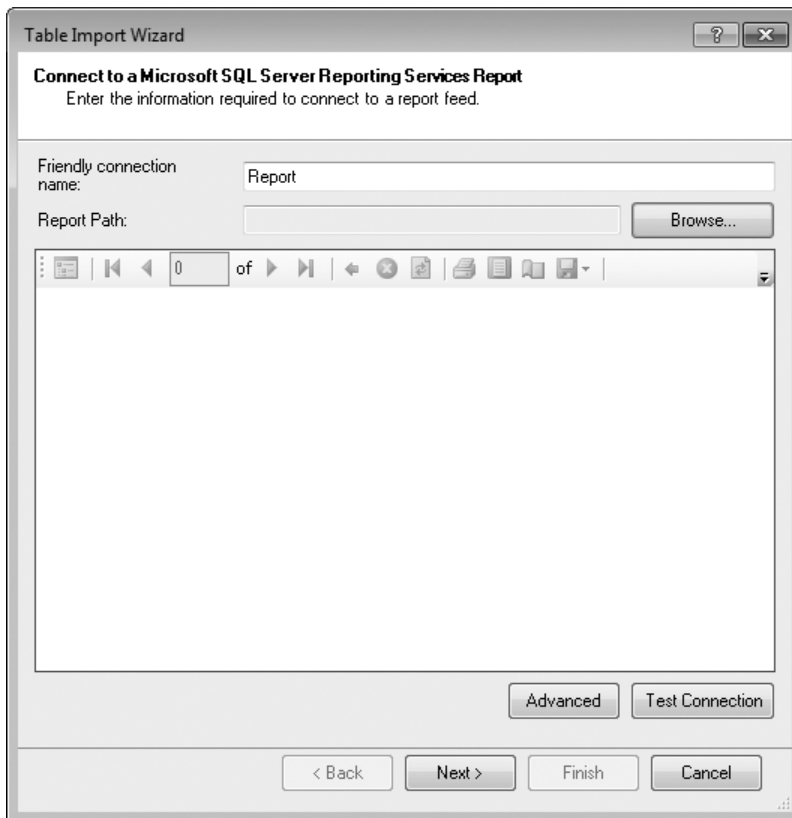 Table Import Wizard
Connect to a Microsoft SQL Server Reporting Services Report
Enter the information required to connect to a report feed.
Friendly connection
name:
Report
Report Path:
Browse...
0 of
Advanced
Test Connection
< Back
Next >
Finish
Cancel